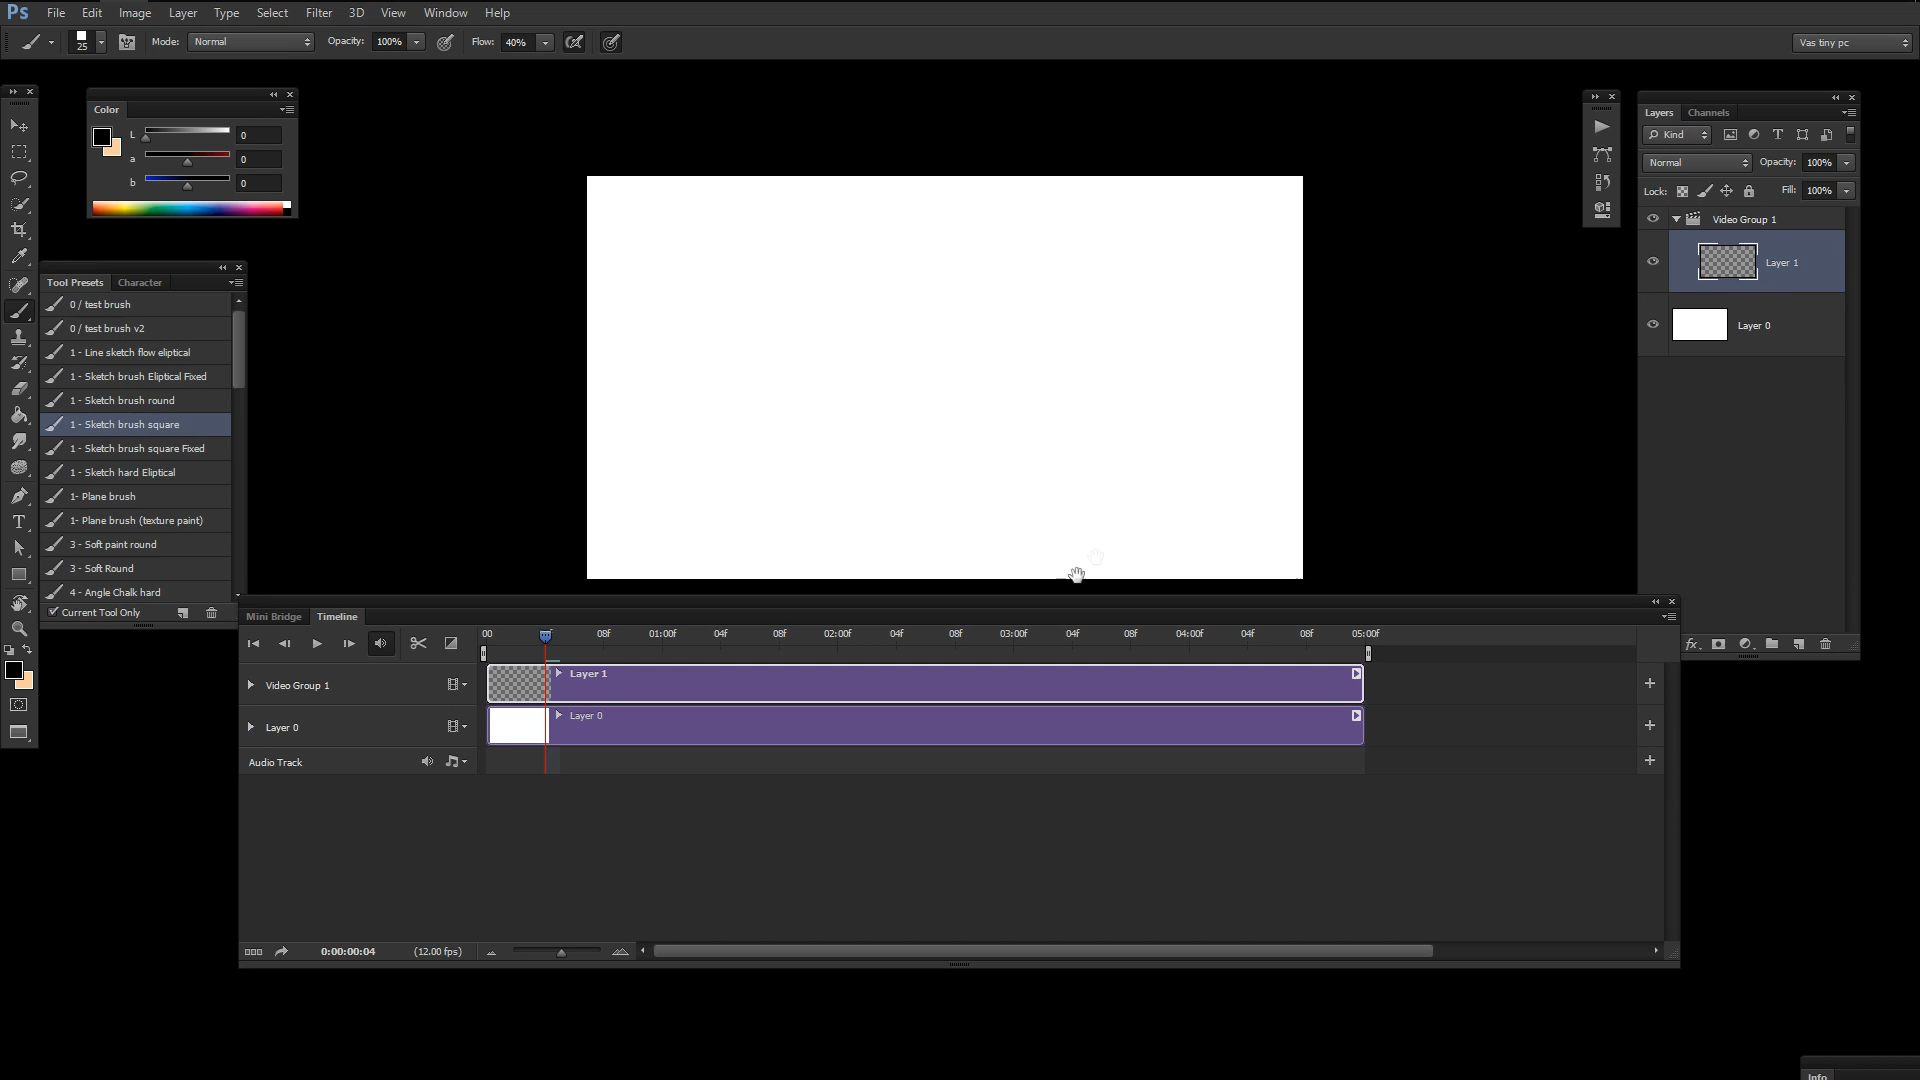 Ps File Edit Image Layer Type Select Filter 3D View Window Help
25 Mode: Normal Opacity: 100% Flow: 40% Vas tiny pc
Color
L 0
a 0
b 0
Tool Presets Character
0 / test brush
0 / test brush v2
1 - Line sketch flow eliptical
1 - Sketch brush Eliptical Fixed
1 - Sketch brush round
1 - Sketch brush square
1 - Sketch brush square Fixed
1 - Sketch hard Eliptical
1- Plane brush
1- Plane brush (texture paint)
3 - Soft paint round
3 - Soft Round
4 - Angle Chalk hard
Current Tool Only
Layers Channels
Kind
Normal Opacity: 100%
Lock: Fill: 100%
Video Group 1
Layer 1
Layer 0
fx
Mini Bridge Timeline
00 08f 01:00f 04f 08f 02:00f 04f 08f 03:00f 04f 08f 04:00f 04f 08f 05:00f
Video Group 1 Layer 1
Layer 0 Layer 0
Audio Track
0:00:00:04 (12.00 fps)
Info